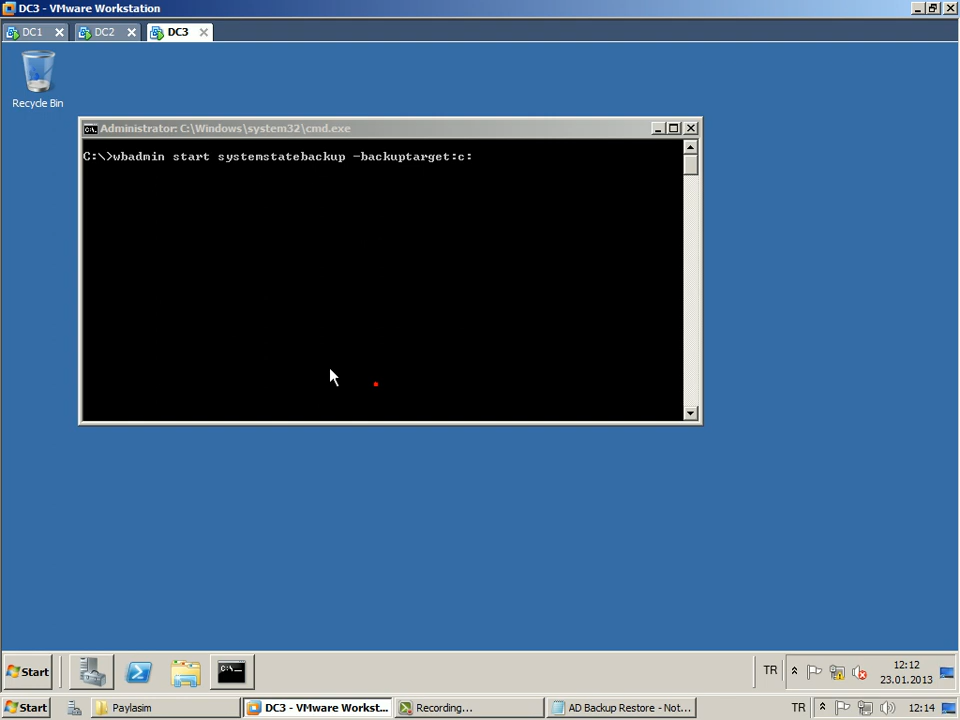 DC3 - VMware Workstation
DC1
DC2
DC3
Recycle Bin
Administrator: C:\Windows\system32\cmd.exe
C:\>wbadmin start systemstatebackup -backuptarget:c:
Start
TR
12:12
23.01.2013
Start
Paylasim
DC3 - VMware Workst...
Recording...
AD Backup Restore - Not...
TR
12:14